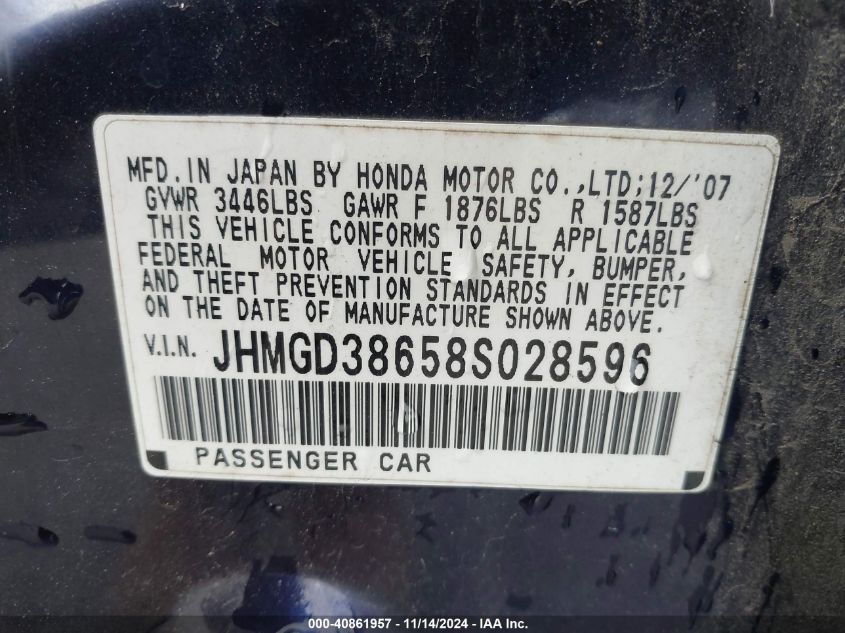 MFD. IN JAPAN BY HONDA MOTOR CO.,LTD;12/'07
GVWR 3446LBS GAWR F 1876LBS R 1587LBS
THIS VEHICLE CONFORMS TO ALL APPLICABLE
FEDERAL MOTOR VEHICLE SAFETY, BUMPER,
AND THEFT PREVENTION STANDARDS IN EFFECT
ON THE DATE OF MANUFACTURE SHOWN ABOVE.
V.I.N. JHMGD38658S028596
PASSENGER CAR
000-40861957 - 11/14/2024 - IAA Inc.